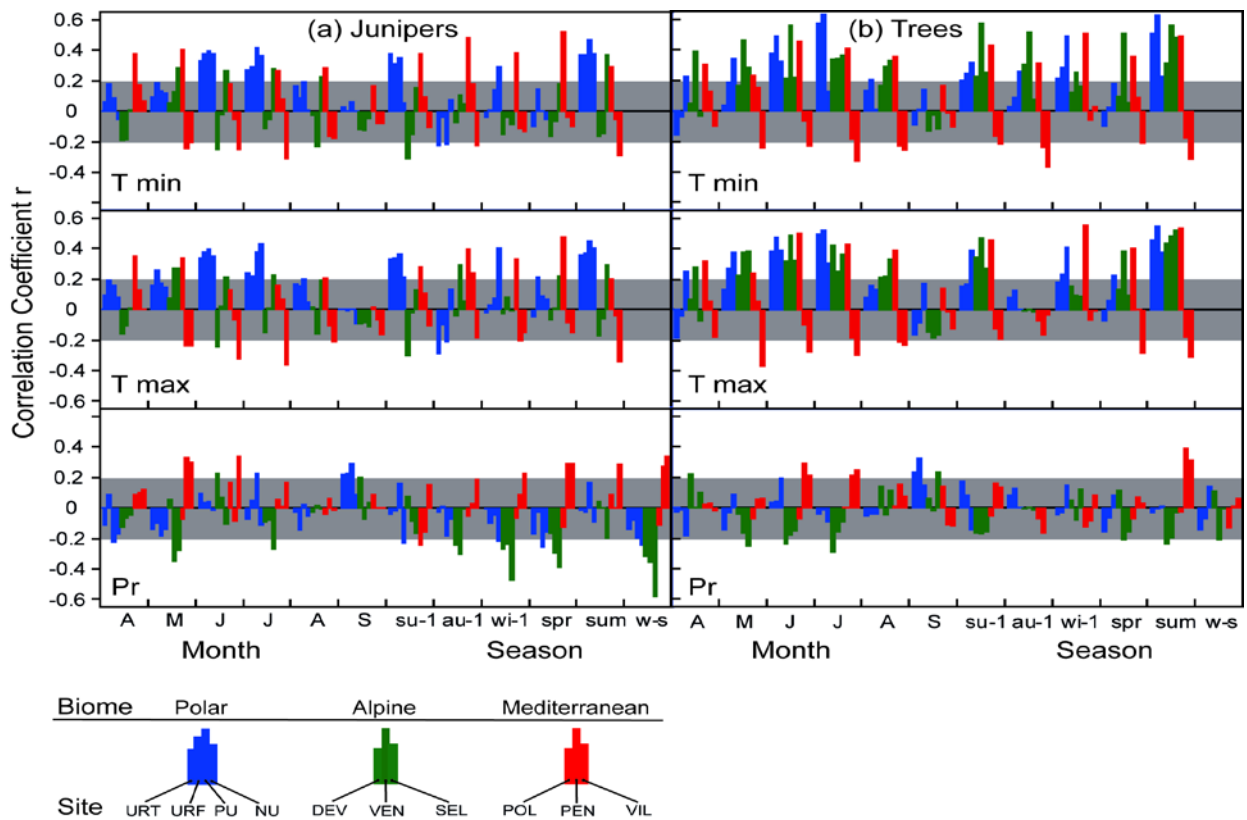 (a) Junipers
(b) Trees
0.6
0.4
0.2
0
-0.2
-0.4
T min
T min
0.6
0.4
0.2
0
-0.2
-0.4
-0.6
T max
T max
0.4
0.2
0
-0.2
-0.4
-0.6
Pr
Pr
Correlation Coefficient r
A M J J A S su-1 au-1 wi-1 spr sum w-s
A M J J A S su-1 au-1 wi-1 spr sum w-s
Month Season
Month Season
Biome Polar Alpine Mediterranean
Site URT URF PU NU DEV VEN SEL POL PEN VIL